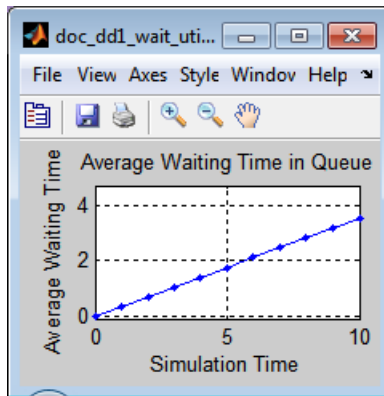 doc_dd1_wait_uti...
File View Axes Style Windov Help
Average Waiting Time in Queue
Average Waiting Time
4
2
0
0 5 10
Simulation Time